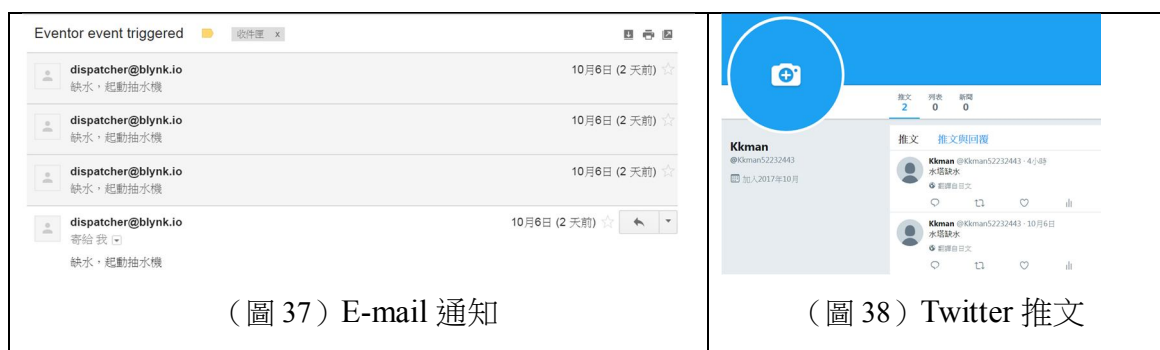 Eventor event triggered 收件匣 x
dispatcher@blynk.io 10月6日 (2 天前)
缺水，起動抽水機
dispatcher@blynk.io 10月6日 (2 天前)
缺水，起動抽水機
dispatcher@blynk.io 10月6日 (2 天前)
缺水，起動抽水機
dispatcher@blynk.io 10月6日 (2 天前)
寄給 我
缺水，起動抽水機
（圖 37）E-mail 通知
推文 列表 新聞
2 0 0
Kkman
@Kkman52232443
加入2017年10月
推文 推文與回覆
Kkman @Kkman52232443 · 4小時
水塔缺水
翻譯自日文
Kkman @Kkman52232443 · 10月6日
水塔缺水
翻譯自日文
（圖 38）Twitter 推文